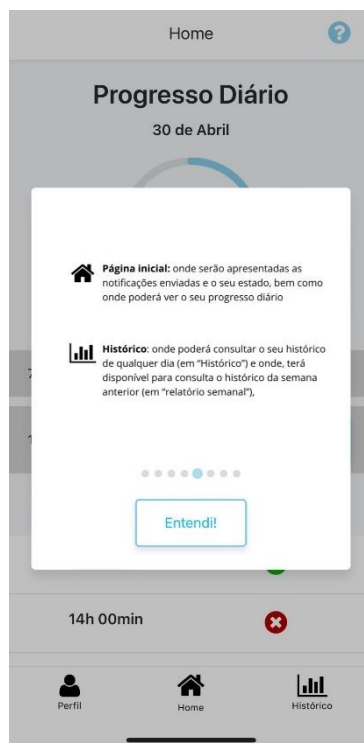 Home
?
Progresso Diário
30 de Abril
Página inicial: onde serão apresentadas as
notificações enviadas e o seu estado, bem como
onde poderá ver o seu progresso diário
Histórico: onde poderá consultar o seu histórico
de qualquer dia (em "Histórico") e onde, terá
disponível para consulta o histórico da semana
anterior (em "relatório semanal"),
Entendi!
14h 00min
Perfil
Home
Histórico